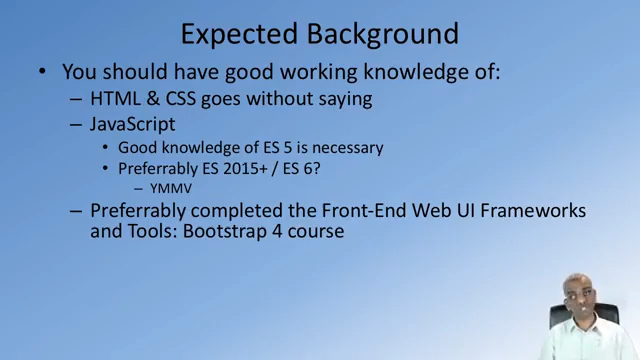 Expected Background
• You should have good working knowledge of:
– HTML & CSS goes without saying
– JavaScript
• Good knowledge of ES 5 is necessary
• Preferrably ES 2015+ / ES 6?
– YMMV
– Preferrably completed the Front-End Web UI Frameworks
and Tools: Bootstrap 4 course